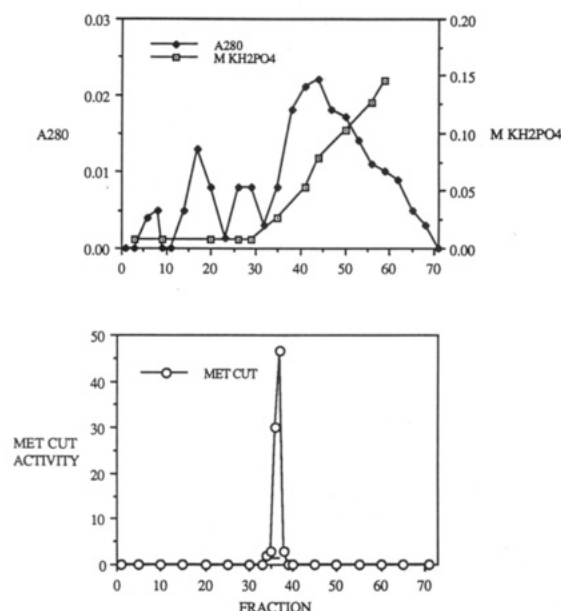 0.03
0.20
A280
M KH2PO4
0.02
0.15
A280
0.10
M KH2PO4
0.01
0.05
0.00
0.00
0 10 20 30 40 50 60 70
50
MET CUT
40
30
MET CUT
ACTIVITY
20
10
0
0 10 20 30 40 50 60 70
FRACTION